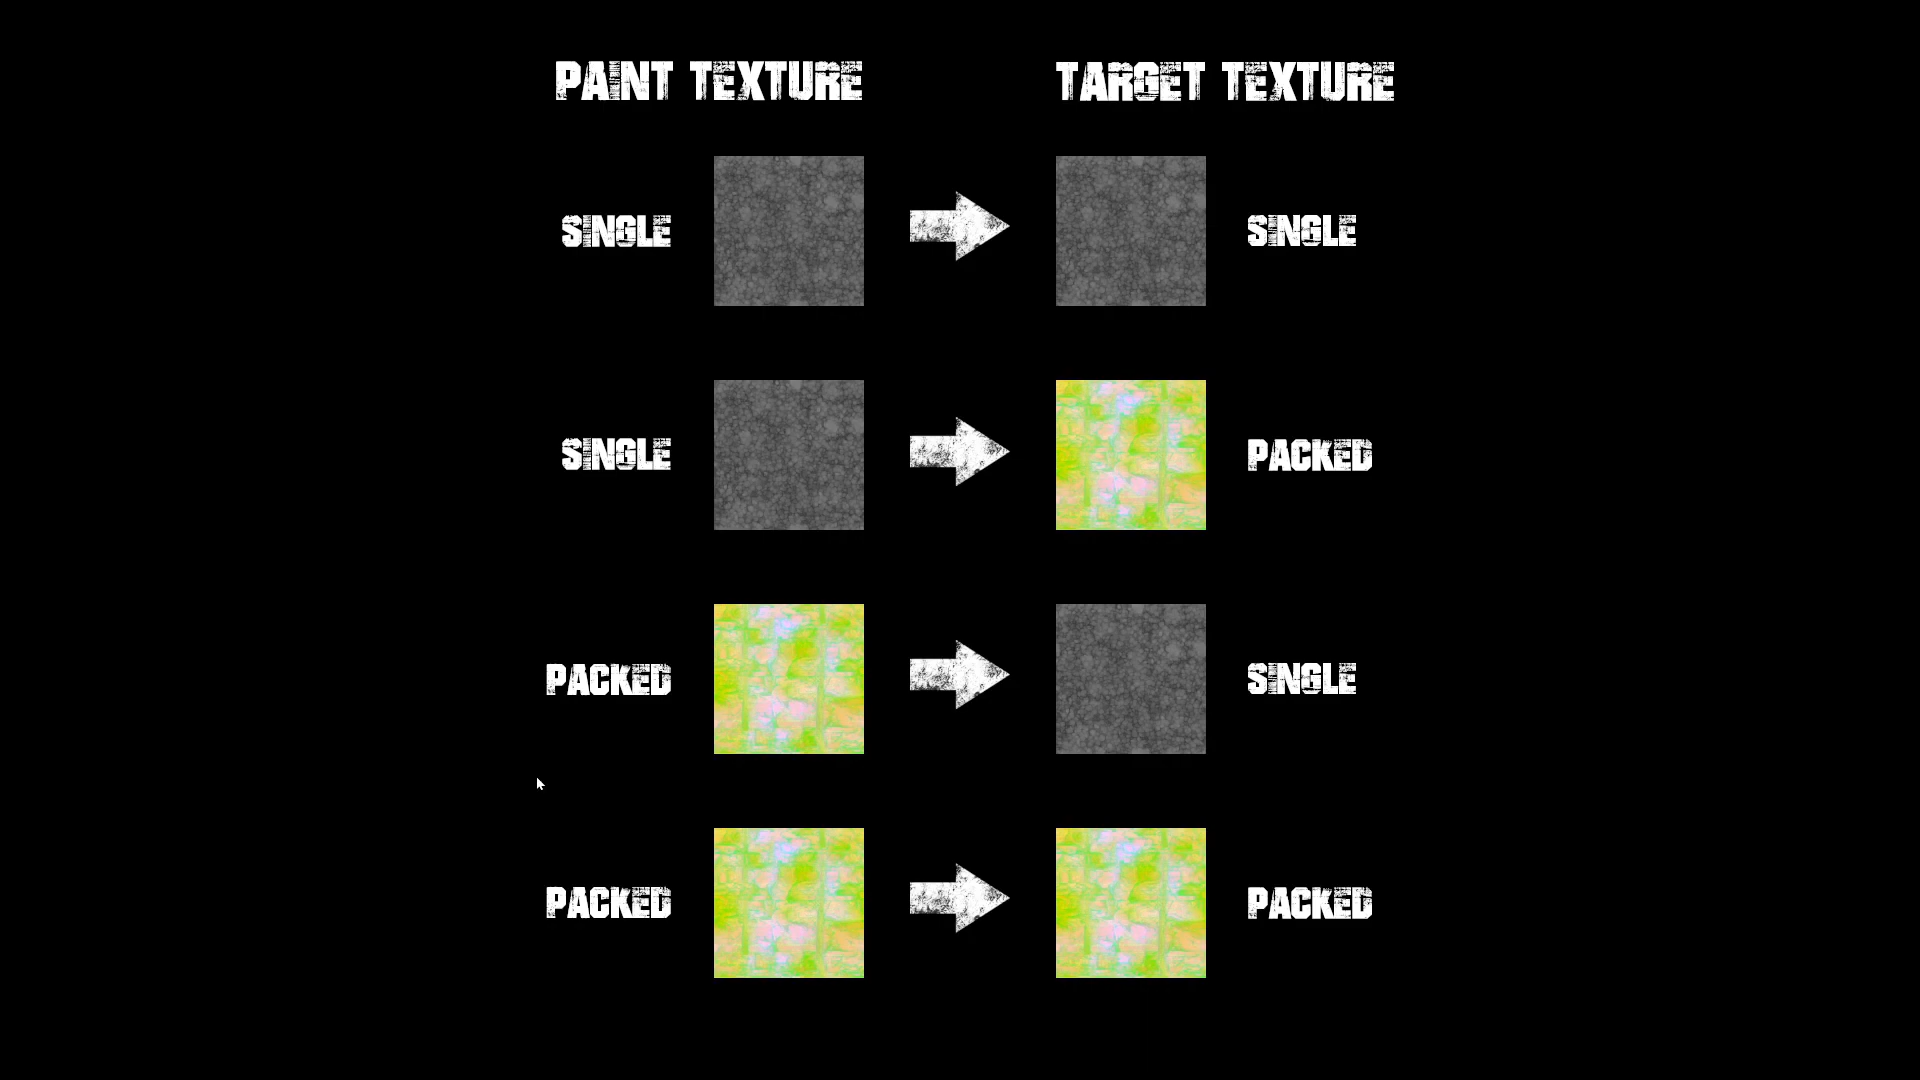 PAINT TEXTURE TARGET TEXTURE
SINGLE SINGLE
SINGLE PACKED
PACKED SINGLE
PACKED PACKED